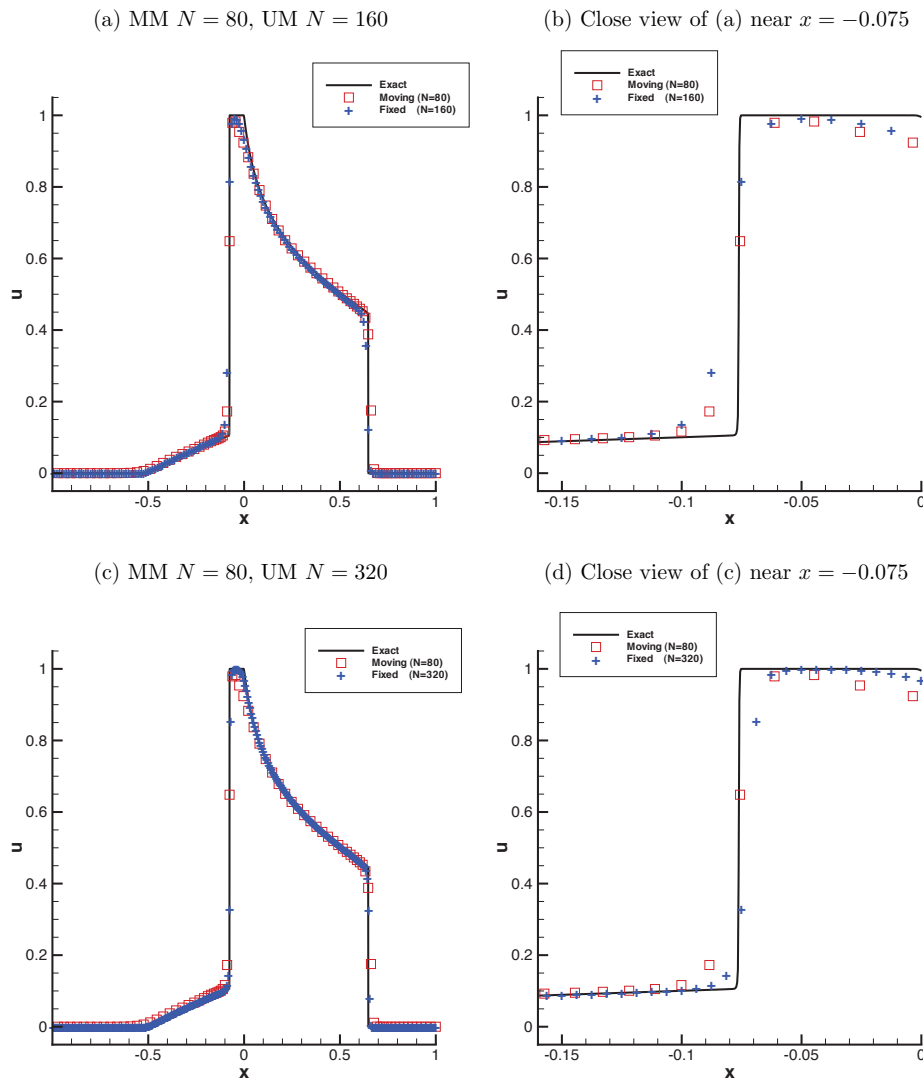 (a) MM N = 80, UM N = 160
(b) Close view of (a) near x = −0.075
Exact
Moving (N=80)
Fixed (N=160)
u
1
0.8
0.6
0.4
0.2
0
-0.5
0
0.5
1
x
Exact
Moving (N=80)
Fixed (N=160)
u
1
0.8
0.6
0.4
0.2
0
-0.15
-0.1
-0.05
0
x
(c) MM N = 80, UM N = 320
(d) Close view of (c) near x = −0.075
Exact
Moving (N=80)
Fixed (N=320)
u
1
0.8
0.6
0.4
0.2
0
-0.5
0
0.5
1
x
Exact
Moving (N=80)
Fixed (N=320)
u
1
0.8
0.6
0.4
0.2
0
-0.15
-0.1
-0.05
0
x